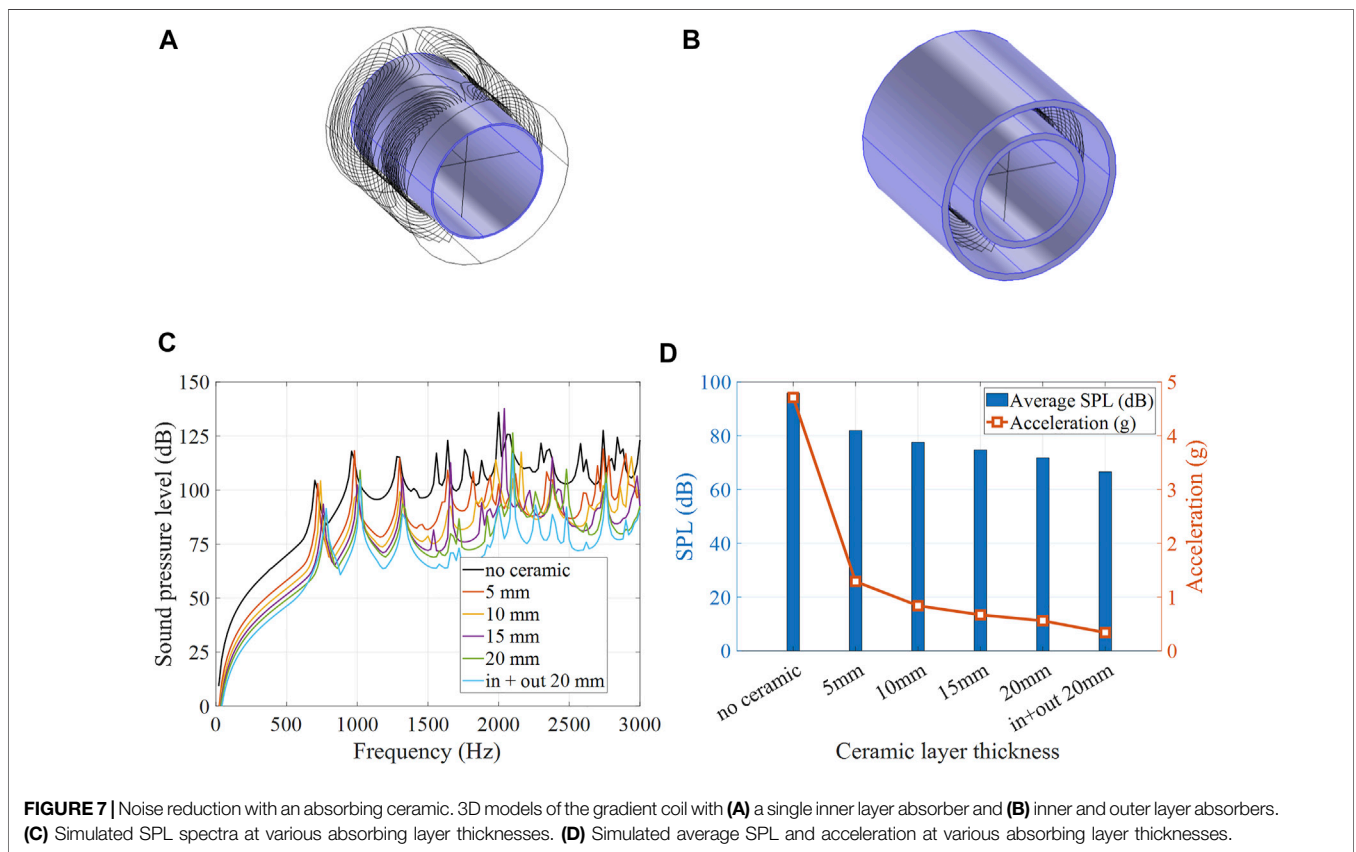 A
B
C
150
125
100
75
50
25
0
Sound pressure level (dB)
0 500 1000 1500 2000 2500 3000
Frequency (Hz)
no ceramic
5 mm
10 mm
15 mm
20 mm
in + out 20 mm
D
100
80
60
40
20
0
SPL (dB)
Average SPL (dB)
Acceleration (g)
5
4
3
2
1
0
Acceleration (g)
no ceramic
5mm
10mm
15mm
20mm
in+out 20mm
Ceramic layer thickness
FIGURE 7 | Noise reduction with an absorbing ceramic. 3D models of the gradient coil with (A) a single inner layer absorber and (B) inner and outer layer absorbers.
(C) Simulated SPL spectra at various absorbing layer thicknesses. (D) Simulated average SPL and acceleration at various absorbing layer thicknesses.